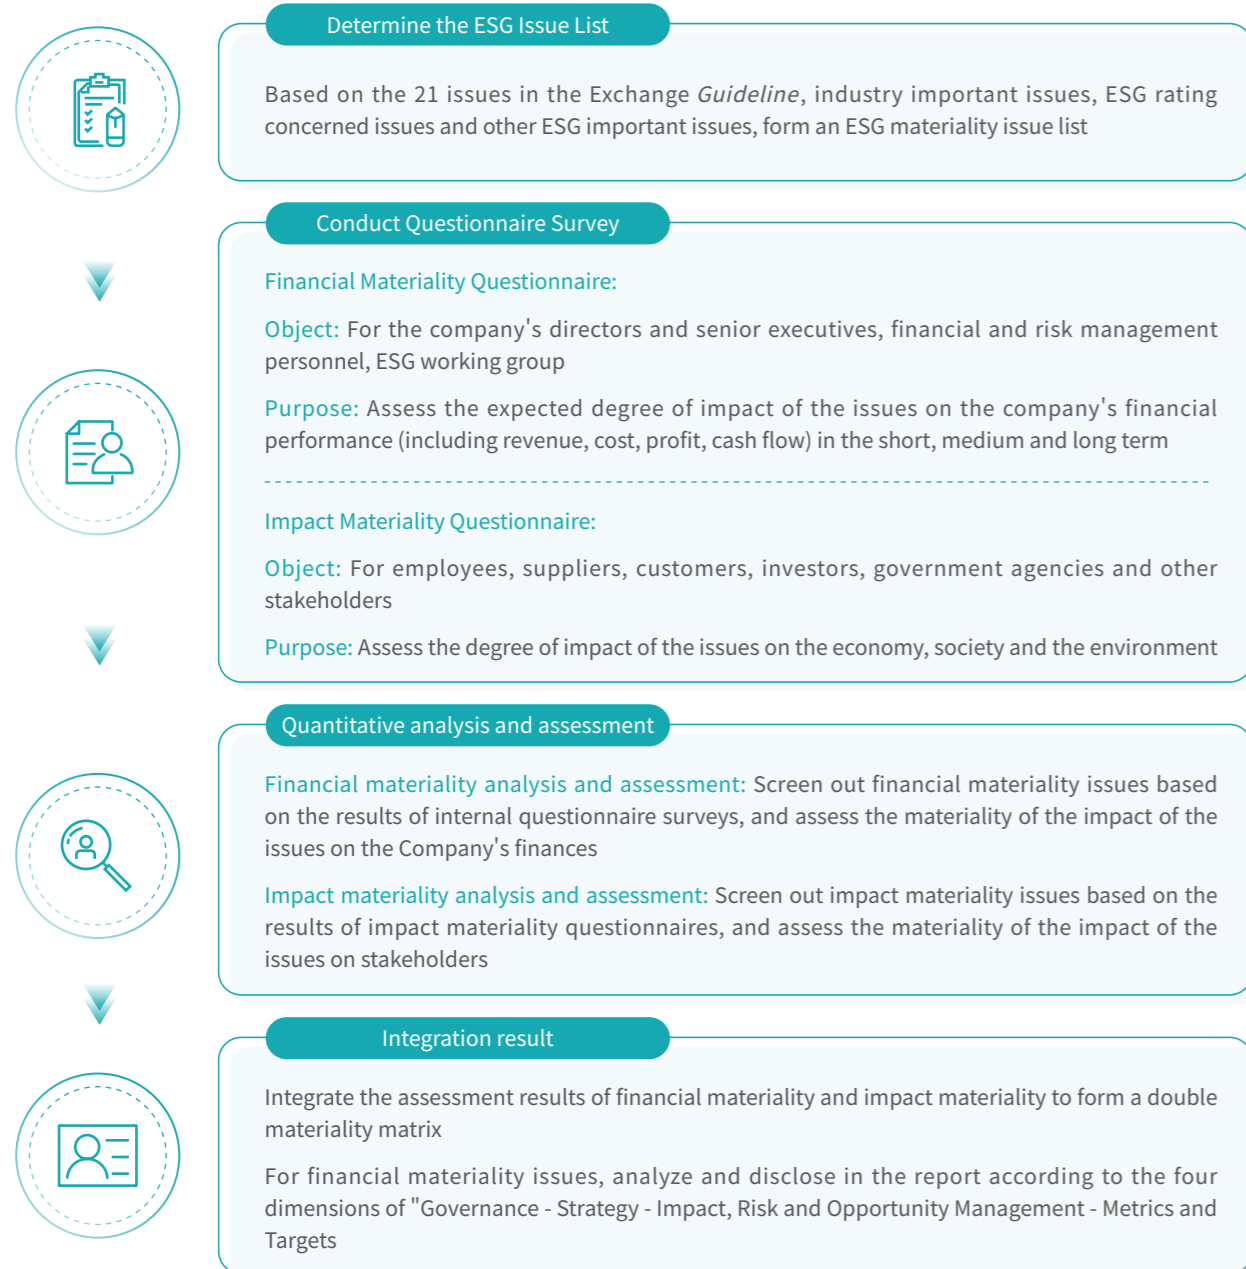 Determine the ESG Issue List
Based on the 21 issues in the Exchange Guideline, industry important issues, ESG rating
concerned issues and other ESG important issues, form an ESG materiality issue list
Conduct Questionnaire Survey
Financial Materiality Questionnaire:
Object: For the company's directors and senior executives, financial and risk management
personnel, ESG working group
Purpose: Assess the expected degree of impact of the issues on the company's financial
performance (including revenue, cost, profit, cash flow) in the short, medium and long term
Impact Materiality Questionnaire:
Object: For employees, suppliers, customers, investors, government agencies and other
stakeholders
Purpose: Assess the degree of impact of the issues on the economy, society and the environment
Quantitative analysis and assessment
Financial materiality analysis and assessment: Screen out financial materiality issues based
on the results of internal questionnaire surveys, and assess the materiality of the impact of the
issues on the Company's finances
Impact materiality analysis and assessment: Screen out impact materiality issues based on the
results of impact materiality questionnaires, and assess the materiality of the impact of the
issues on stakeholders
Integration result
Integrate the assessment results of financial materiality and impact materiality to form a double
materiality matrix
For financial materiality issues, analyze and disclose in the report according to the four
dimensions of "Governance - Strategy - Impact, Risk and Opportunity Management - Metrics and
Targets